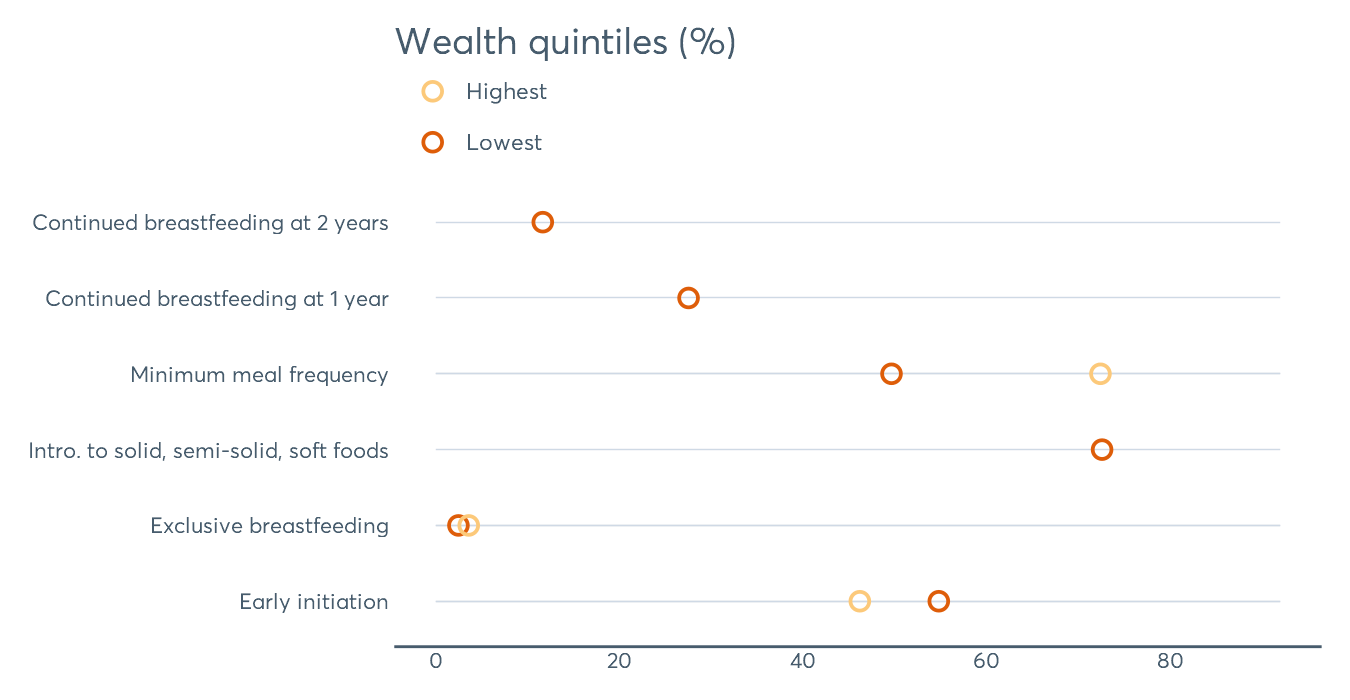 Wealth quintiles (%)
Highest
Lowest
Continued breastfeeding at 2 years
Continued breastfeeding at 1 year
Minimum meal frequency
Intro. to solid, semi-solid, soft foods
Exclusive breastfeeding
Early initiation
0 20 40 60 80